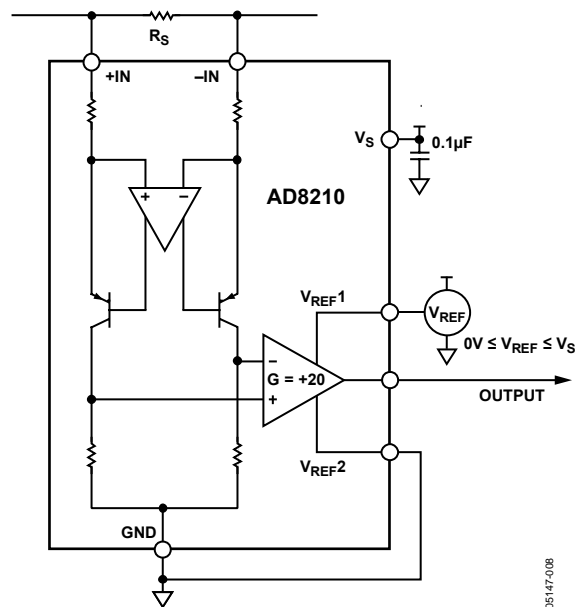 R_S
+IN
–IN
V_S
0.1µF
+
–
AD8210
V_REF1
V_REF
0V ≤ V_REF ≤ V_S
–
G = +20
+
OUTPUT
V_REF2
GND
05147-008